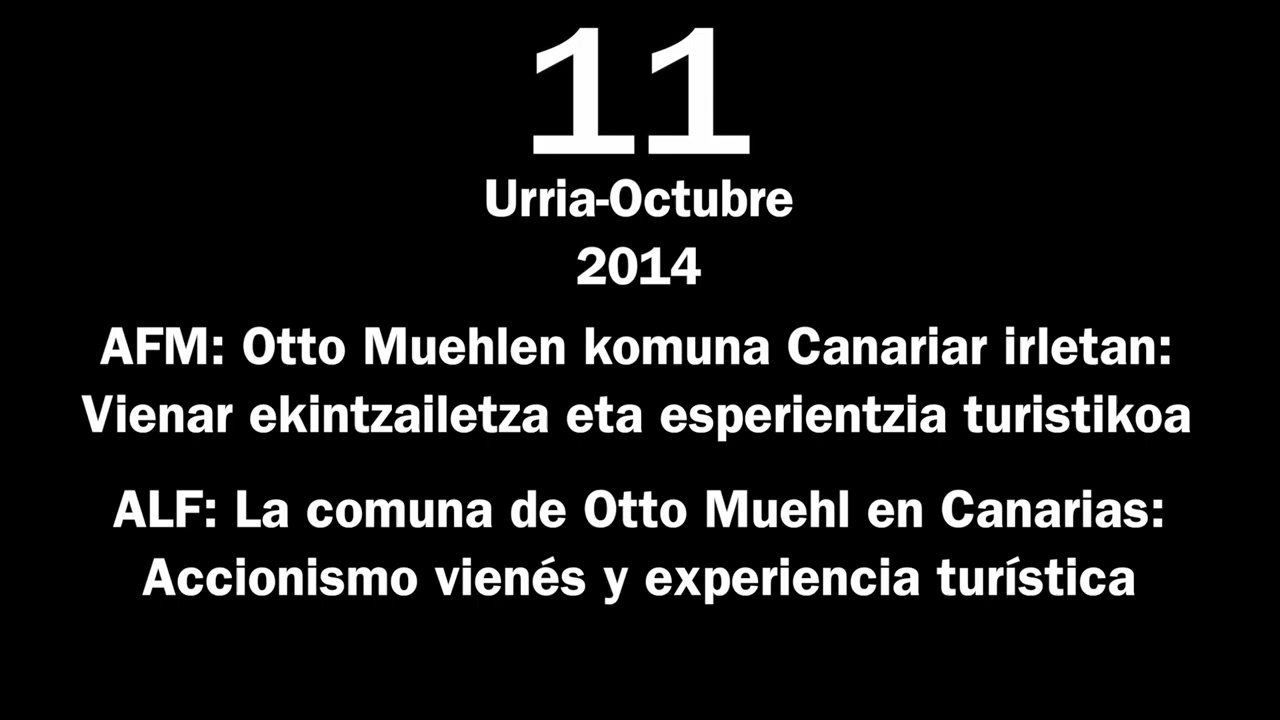 11
Urria-Octubre
2014
AFM: Otto Muehlen komuna Canariar irletan:
Vienar ekintzailetza eta esperientzia turistikoa
ALF: La comuna de Otto Muehl en Canarias:
Accionismo vienés y experiencia turística